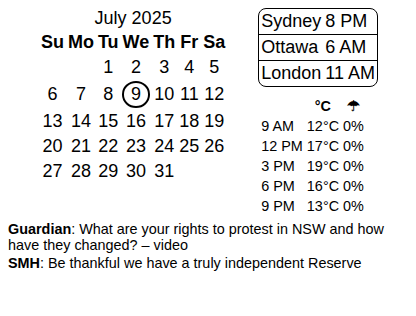 July 2025
Su Mo Tu We Th Fr Sa
1 2 3 4 5
6 7 8 9 10 11 12
13 14 15 16 17 18 19
20 21 22 23 24 25 26
27 28 29 30 31
Sydney 8 PM
Ottawa 6 AM
London 11 AM
°C ☂
9 AM 12°C 0%
12 PM 17°C 0%
3 PM 19°C 0%
6 PM 16°C 0%
9 PM 13°C 0%
Guardian: What are your rights to protest in NSW and how
have they changed? – video
SMH: Be thankful we have a truly independent Reserve